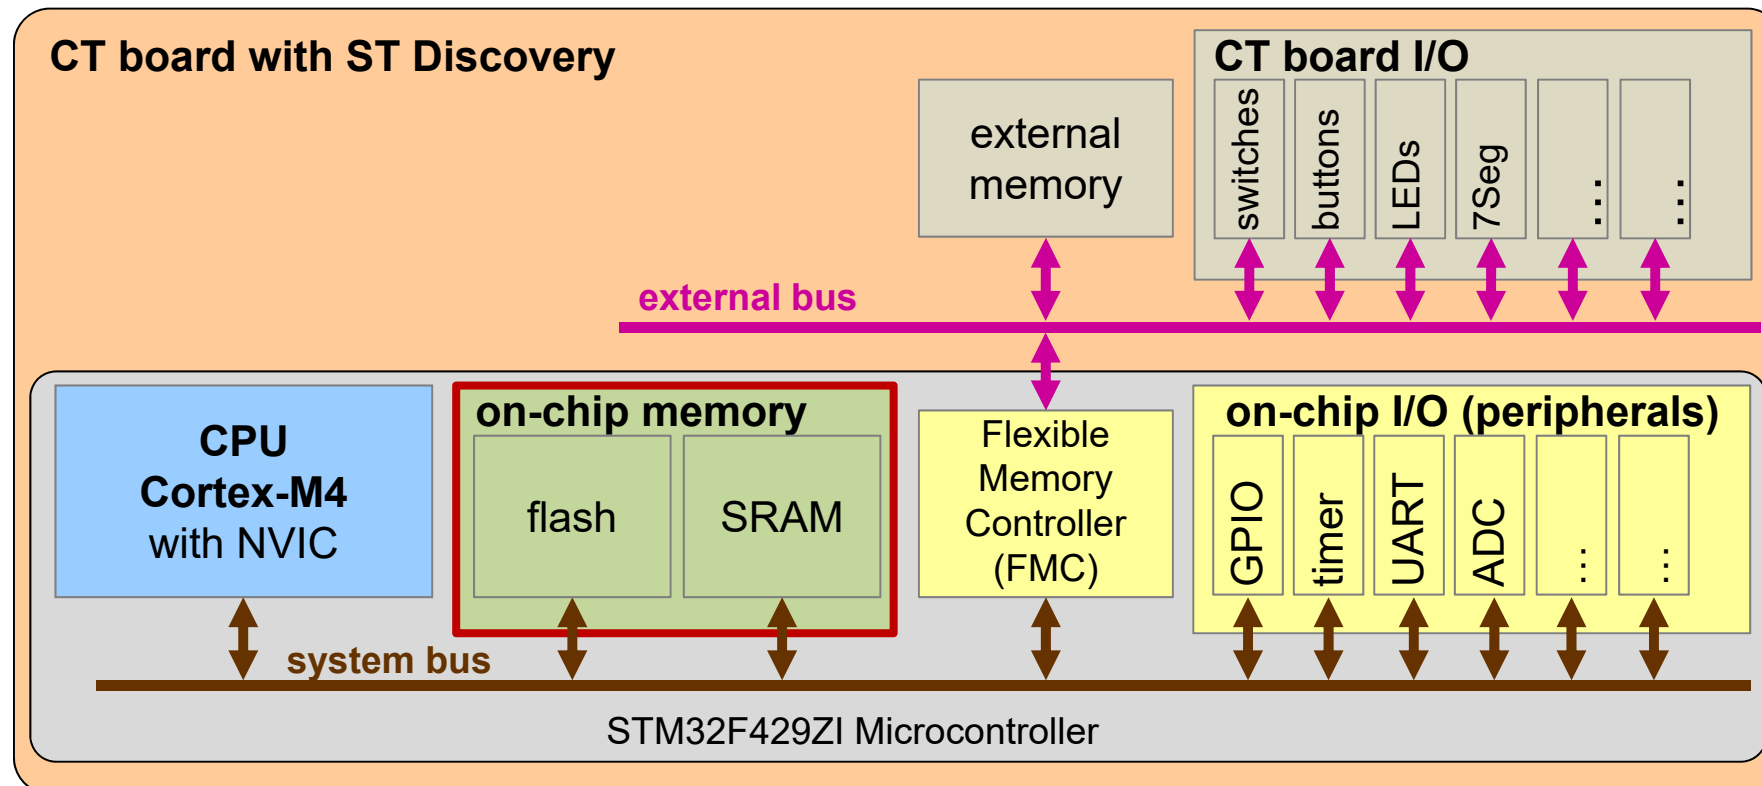 CT board with ST Discovery
external
memory
CT board I/O
switches
buttons
LEDs
7Seg
...
...
external bus
CPU
Cortex-M4
with NVIC
on-chip memory
flash
SRAM
Flexible
Memory
Controller
(FMC)
on-chip I/O (peripherals)
GPIO
timer
UART
ADC
...
...
system bus
STM32F429ZI Microcontroller